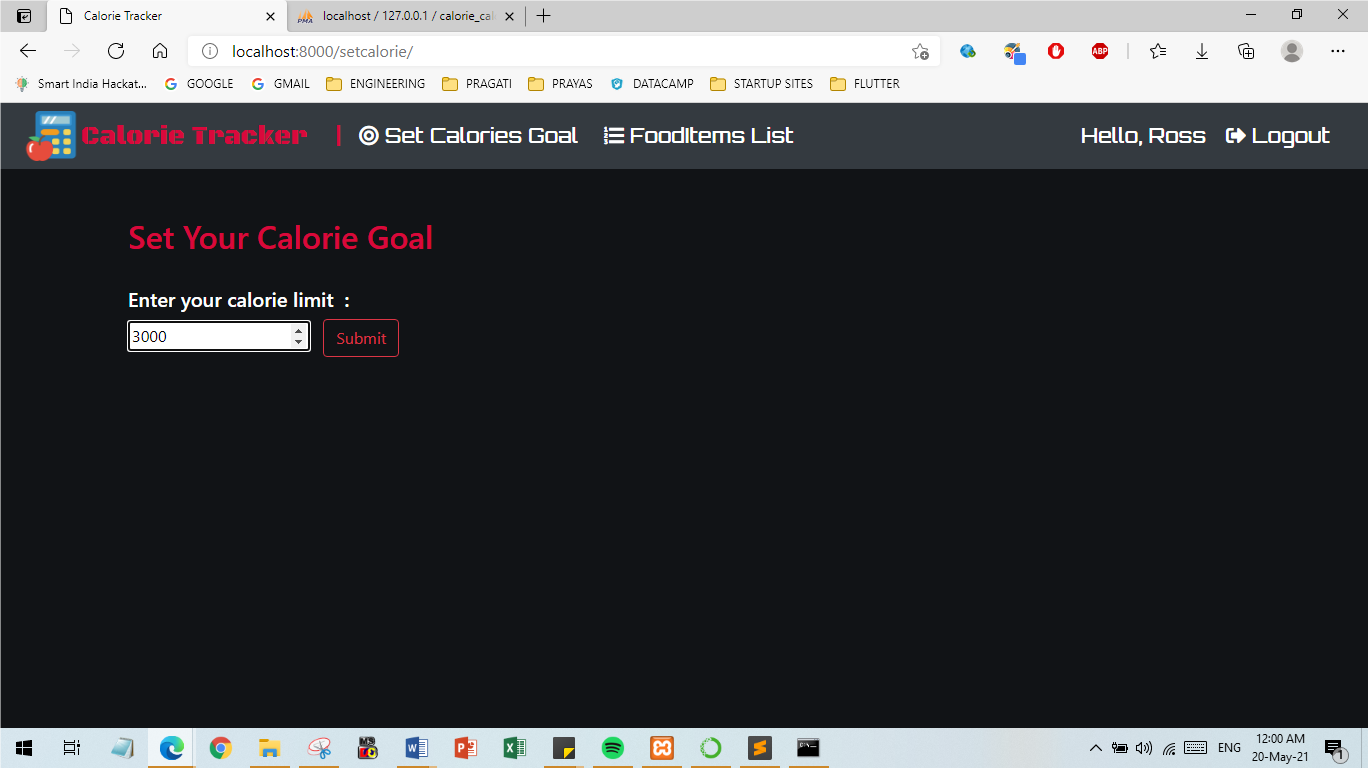 Calorie Tracker
localhost / 127.0.0.1 / calorie_cal
localhost:8000/setcalorie/
ABP
Smart India Hackat... GOOGLE GMAIL ENGINEERING PRAGATI PRAYAS DATACAMP STARTUP SITES FLUTTER
Calorie Tracker | Set Calories Goal FoodItems List Hello, Ross Logout
Set Your Calorie Goal
Enter your calorie limit :
3000 Submit
ENG 12:00 AM
20-May-21 1